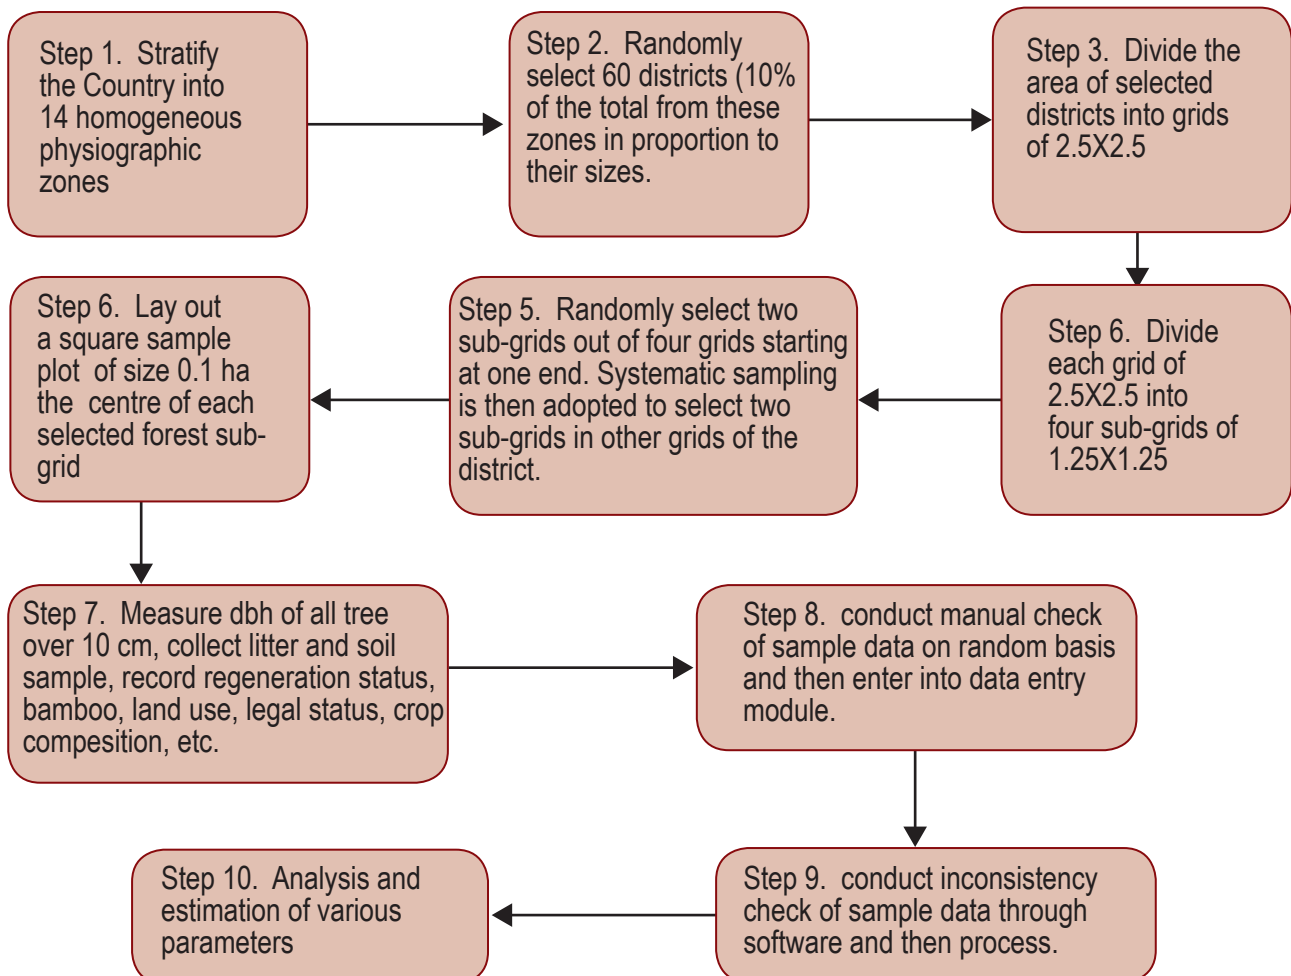 Step 1. Stratify
the Country into
14 homogeneous
physiographic
zones
Step 2. Randomly
select 60 districts (10%
of the total from these
zones in proportion to
their sizes.
Step 3. Divide the
area of selected
districts into grids
of 2.5X2.5
Step 6. Divide
each grid of
2.5X2.5 into
four sub-grids of
1.25X1.25
Step 5. Randomly select two
sub-grids out of four grids starting
at one end. Systematic sampling
is then adopted to select two
sub-grids in other grids of the
district.
Step 6. Lay out
a square sample
plot of size 0.1 ha
the centre of each
selected forest sub-
grid
Step 7. Measure dbh of all tree
over 10 cm, collect litter and soil
sample, record regeneration status,
bamboo, land use, legal status, crop
compesition, etc.
Step 8. conduct manual check
of sample data on random basis
and then enter into data entry
module.
Step 9. conduct inconsistency
check of sample data through
software and then process.
Step 10. Analysis and
estimation of various
parameters